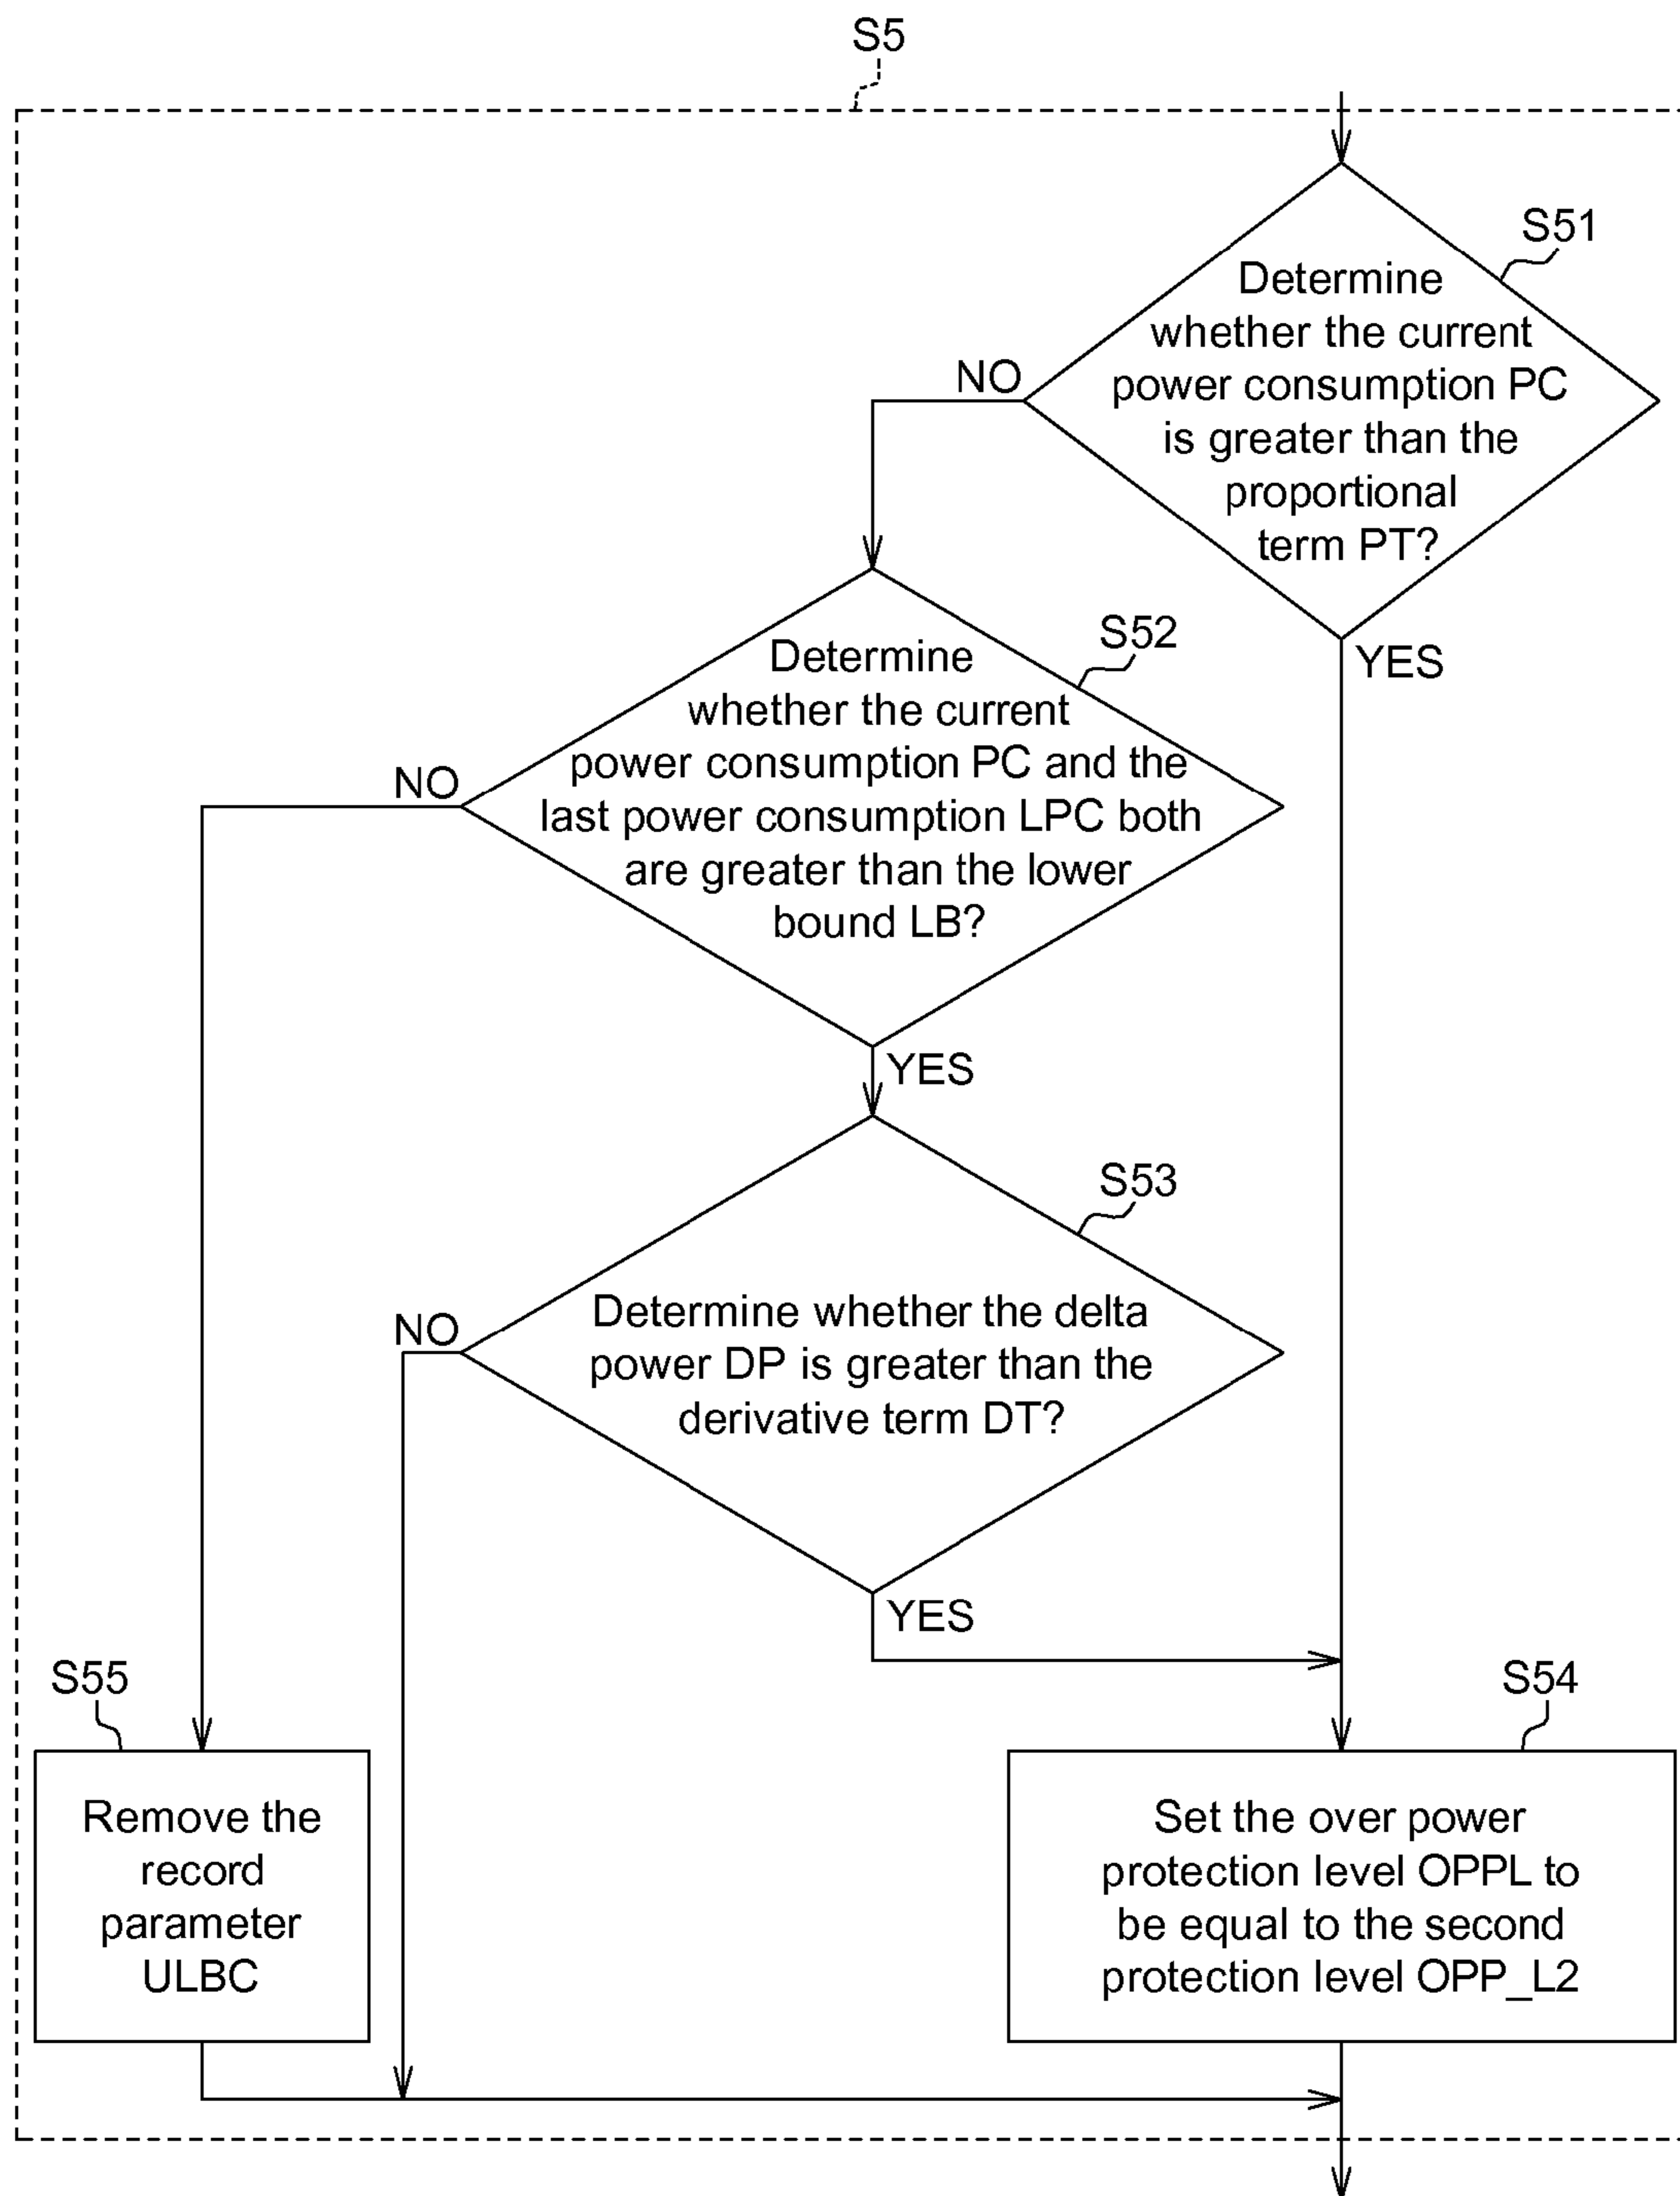 S5
S51
Determine
whether the current
power consumption PC
is greater than the
proportional
term PT?
NO
YES
S52
Determine
whether the current
power consumption PC and the
last power consumption LPC both
are greater than the lower
bound LB?
NO
YES
S53
Determine whether the delta
power DP is greater than the
derivative term DT?
NO
YES
S55
Remove the
record
parameter
ULBC
S54
Set the over power
protection level OPPL to
be equal to the second
protection level OPP_L2